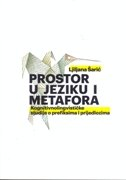 Ljiljana Šarić
PROSTOR
U JEZIKU I
METAFORA
Kognitivnolingvističke
studije o prefiksima i prijedlozima